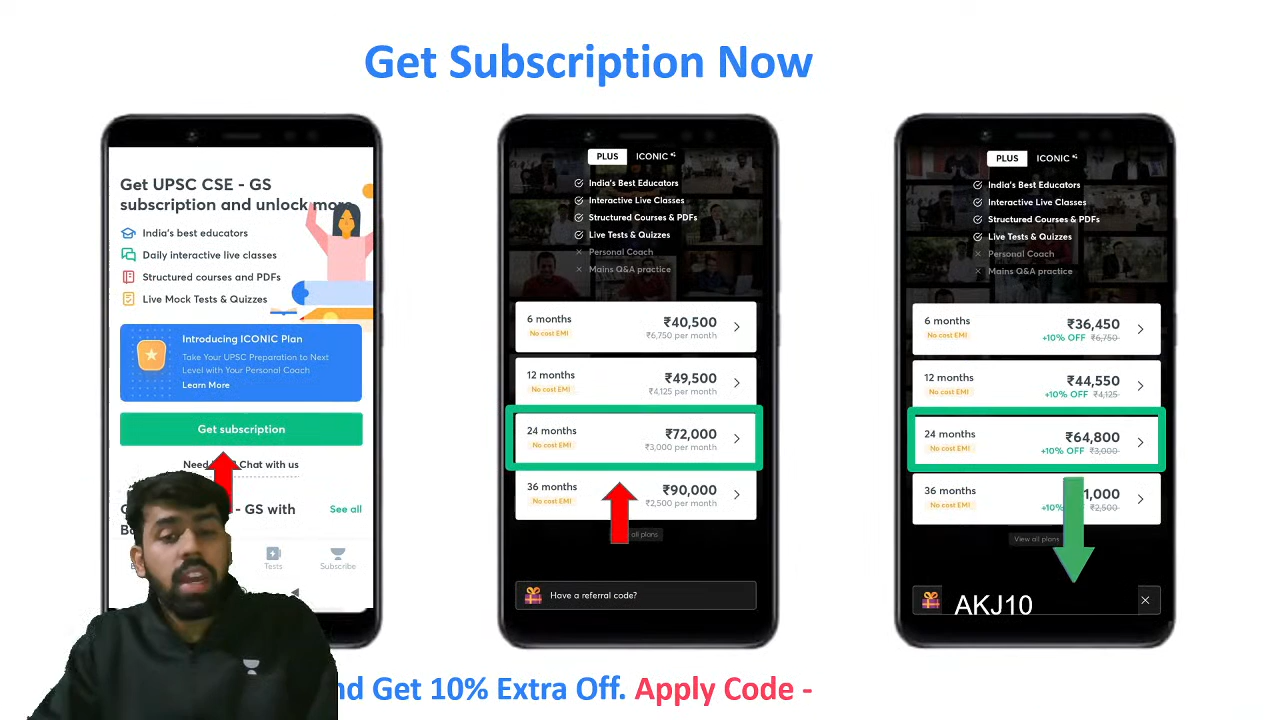 Get Subscription Now
Get UPSC CSE - GS
subscription and unlock more
India's best educators
Daily interactive live classes
Structured courses and PDFs
Live Mock Tests & Quizzes
Introducing ICONIC Plan
Take Your UPSC Preparation to Next
Level with Your Personal Coach
Learn More
Get subscription
Chat with us
- GS with
See all
Tests
Subscribe
PLUS ICONIC
India's Best Educators
Interactive Live Classes
Structured Courses & PDFs
Live Tests & Quizzes
Personal Coach
Mains Q&A practice
6 months ₹40,500
No cost EMI ₹6,750 per month
12 months ₹49,500
No cost EMI ₹4,125 per month
24 months ₹72,000
No cost EMI ₹3,000 per month
36 months ₹90,000
No cost EMI ₹2,500 per month
all plans
Have a referral code?
PLUS ICONIC
India's Best Educators
Interactive Live Classes
Structured Courses & PDFs
Live Tests & Quizzes
Personal Coach
Mains Q&A practice
6 months ₹36,450
No cost EMI +10% OFF ₹6,750
12 months ₹44,550
No cost EMI +10% OFF ₹4,125
24 months ₹64,800
No cost EMI +10% OFF ₹3,000
36 months 1,000
No cost EMI +10% ₹2,500
View all plans
AKJ10
Get 10% Extra Off. Apply Code -